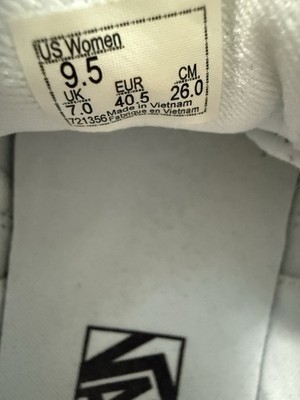 US Women
9.5
UK EUR CM
7.0 40.5 26.0
Made in Vietnam
721356 Fabriqué en Vietnam
VA